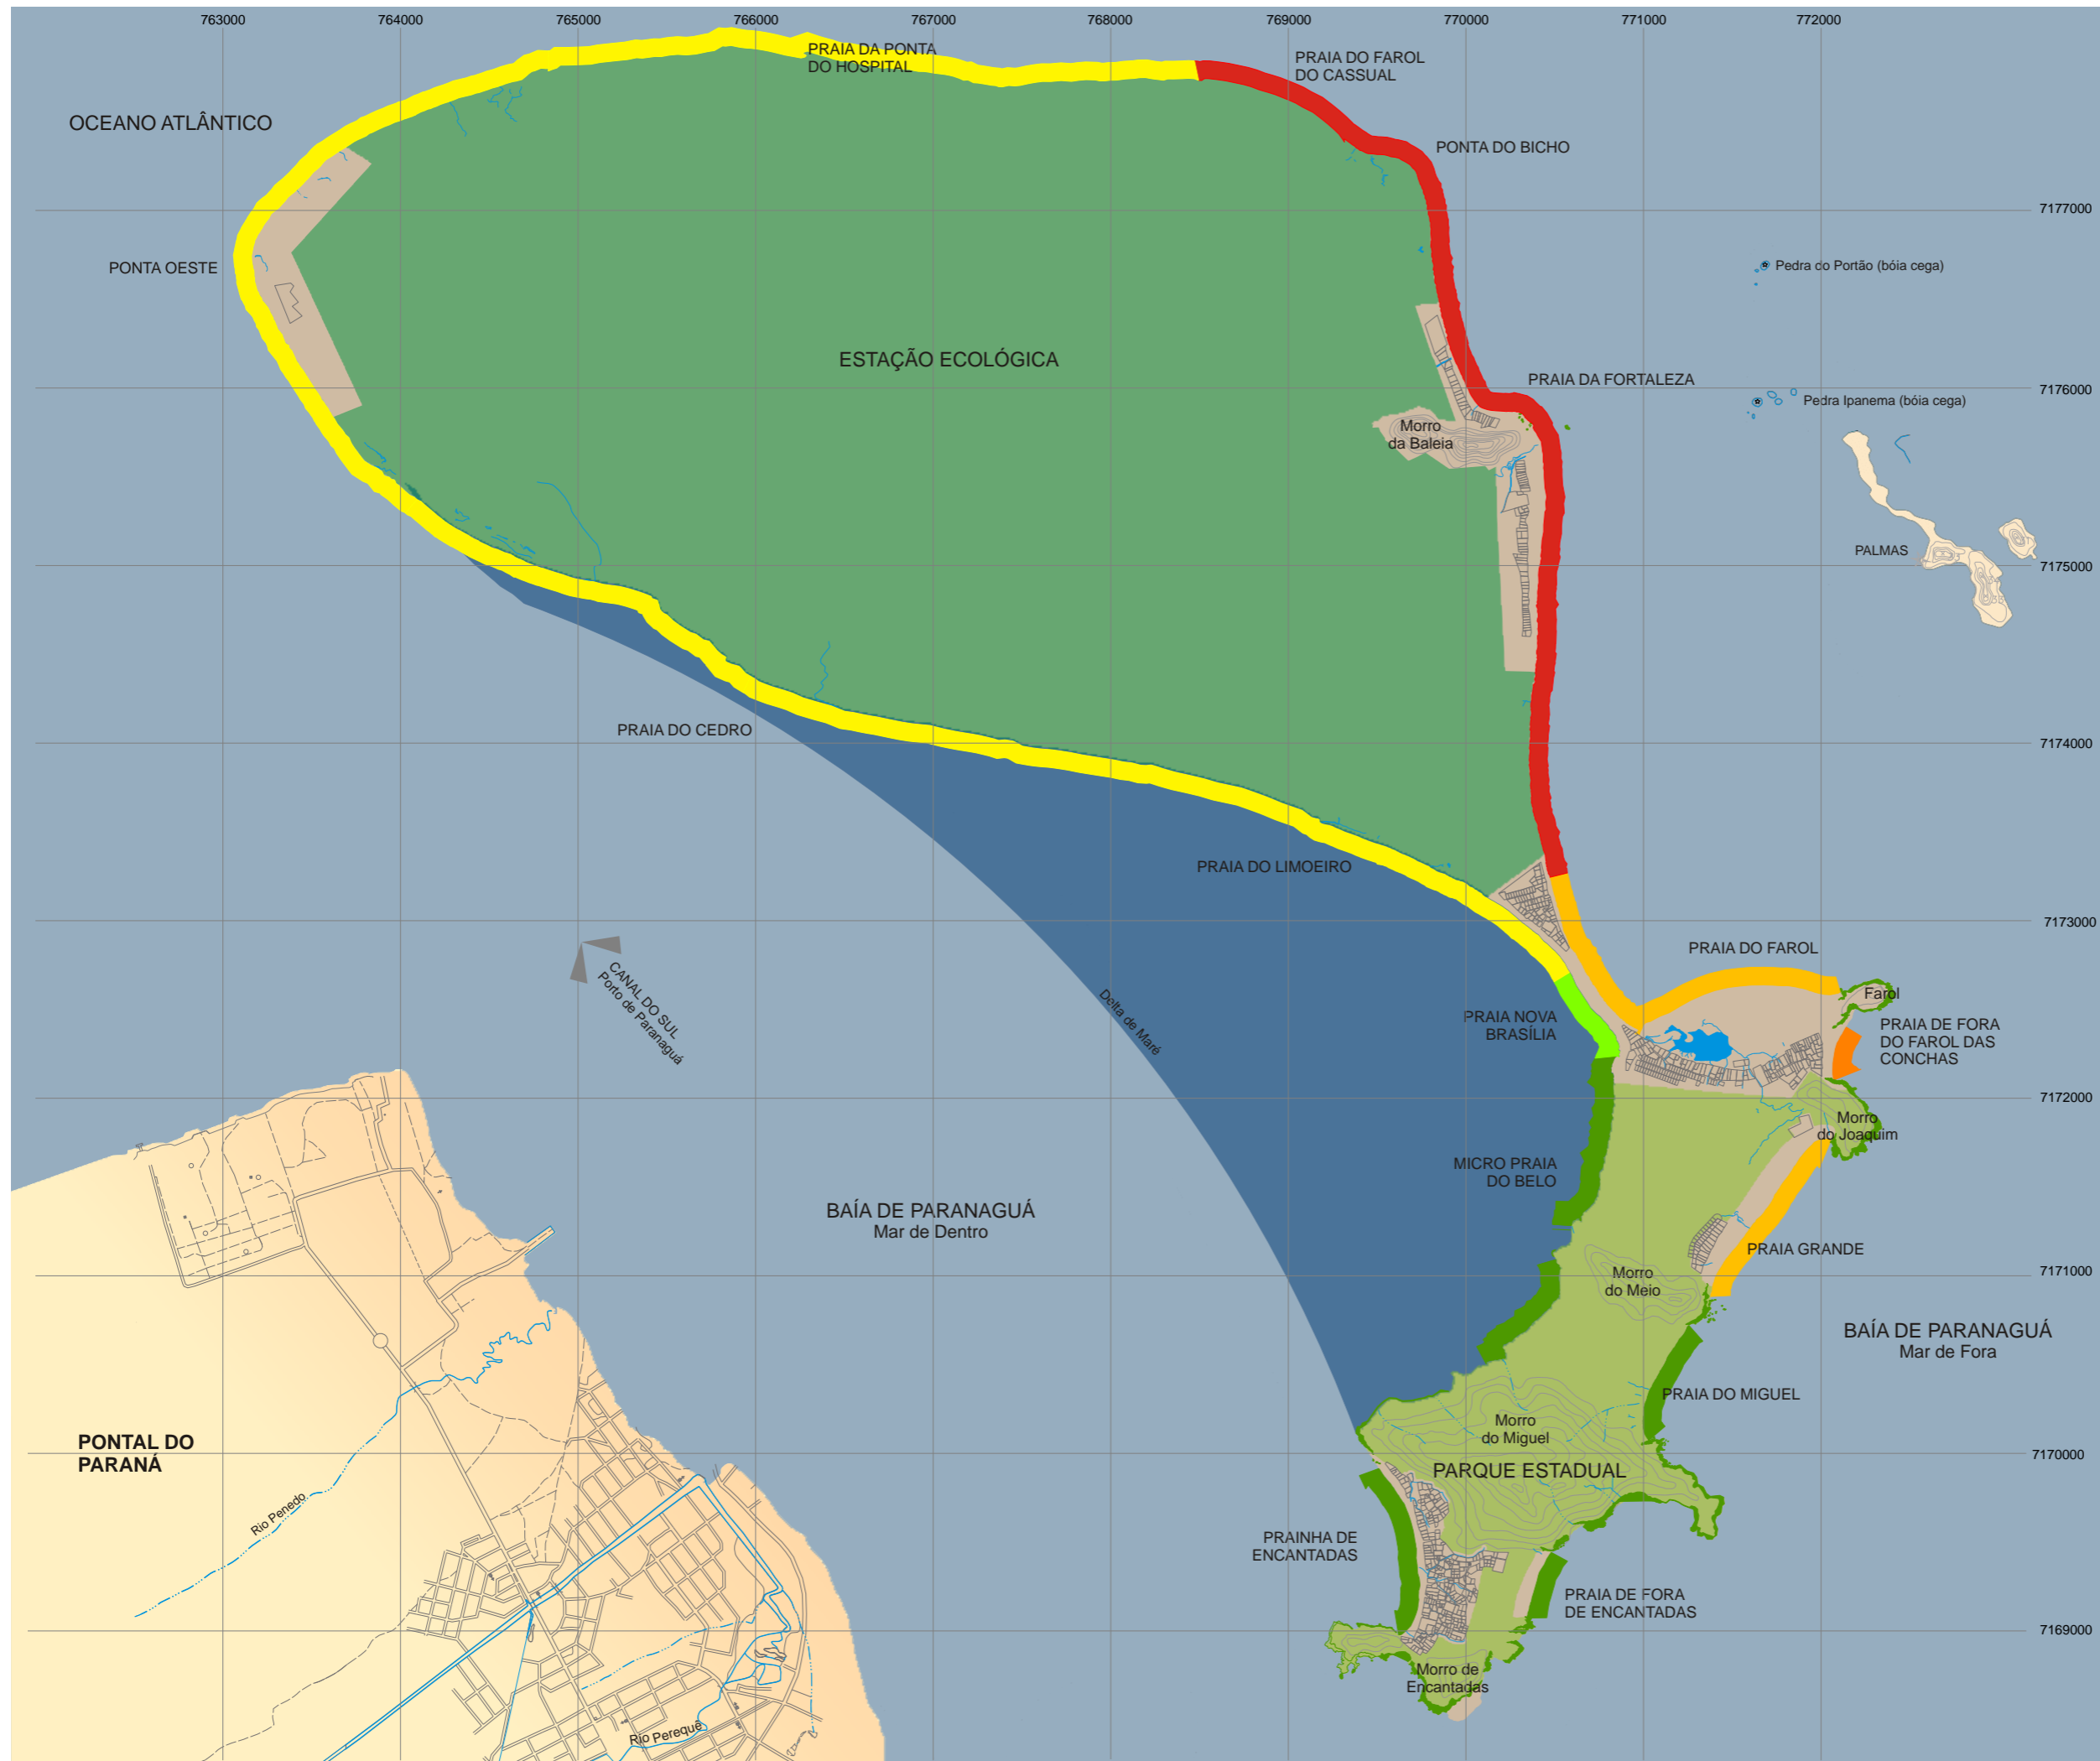 763000
764000
765000
766000
767000
768000
769000
770000
771000
772000
PRAIA DA PONTA
DO HOSPITAL
PRAIA DO FAROL
DO CASSUAL
OCEANO ATLÂNTICO
PONTA DO BICHO
7177000
PONTA OESTE
Pedra do Portão (bóia cega)
ESTAÇÃO ECOLÓGICA
PRAIA DA FORTALEZA
7176000
Pedra Ipanema (bóia cega)
Morro
da Baleia
PALMAS
7175000
PRAIA DO CEDRO
7174000
PRAIA DO LIMOEIRO
7173000
PRAIA DO FAROL
CANAL DO SUL
Porto de Paranaguá
Delta de Maré
Farol
PRAIA NOVA
BRASÍLIA
PRAIA DE FORA
DO FAROL DAS
CONCHAS
7172000
Morro
do Joaquim
MICRO PRAIA
DO BELO
BAÍA DE PARANAGUÁ
Mar de Dentro
PRAIA GRANDE
7171000
Morro
do Meio
BAÍA DE PARANAGUÁ
Mar de Fora
PRAIA DO MIGUEL
Morro
do Miguel
PONTAL DO
PARANÁ
7170000
PARQUE ESTADUAL
Rio Penedo
PRAINHA DE
ENCANTADAS
PRAIA DE FORA
DE ENCANTADAS
7169000
Morro de
Encantadas
Rio Perequê